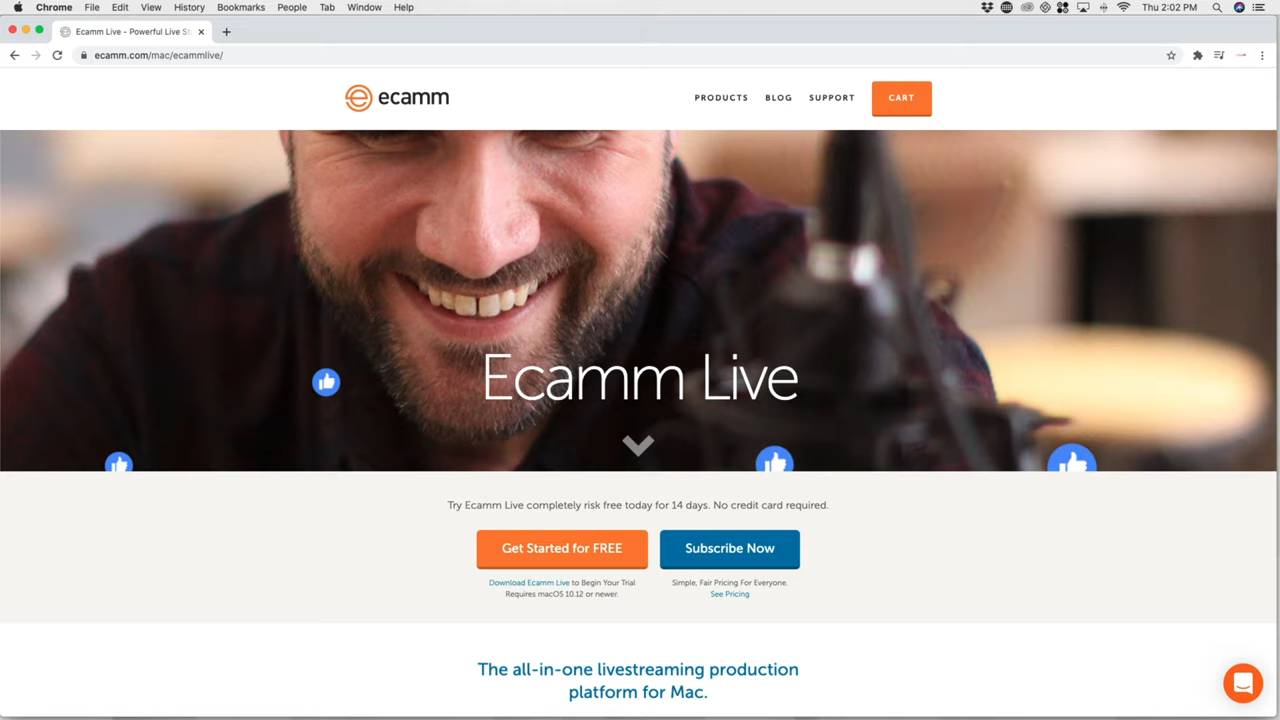 Chrome File Edit View History Bookmarks People Tab Window Help Thu 2:02 PM
Ecamm Live - Powerful Live St
ecamm.com/mac/ecammlive/
ecamm PRODUCTS BLOG SUPPORT CART
Ecamm Live
Try Ecamm Live completely risk free today for 14 days. No credit card required.
Get Started for FREE Subscribe Now
Download Ecamm Live to Begin Your Trial Simple, Fair Pricing For Everyone.
Requires macOS 10.12 or newer. See Pricing
The all-in-one livestreaming production
platform for Mac.